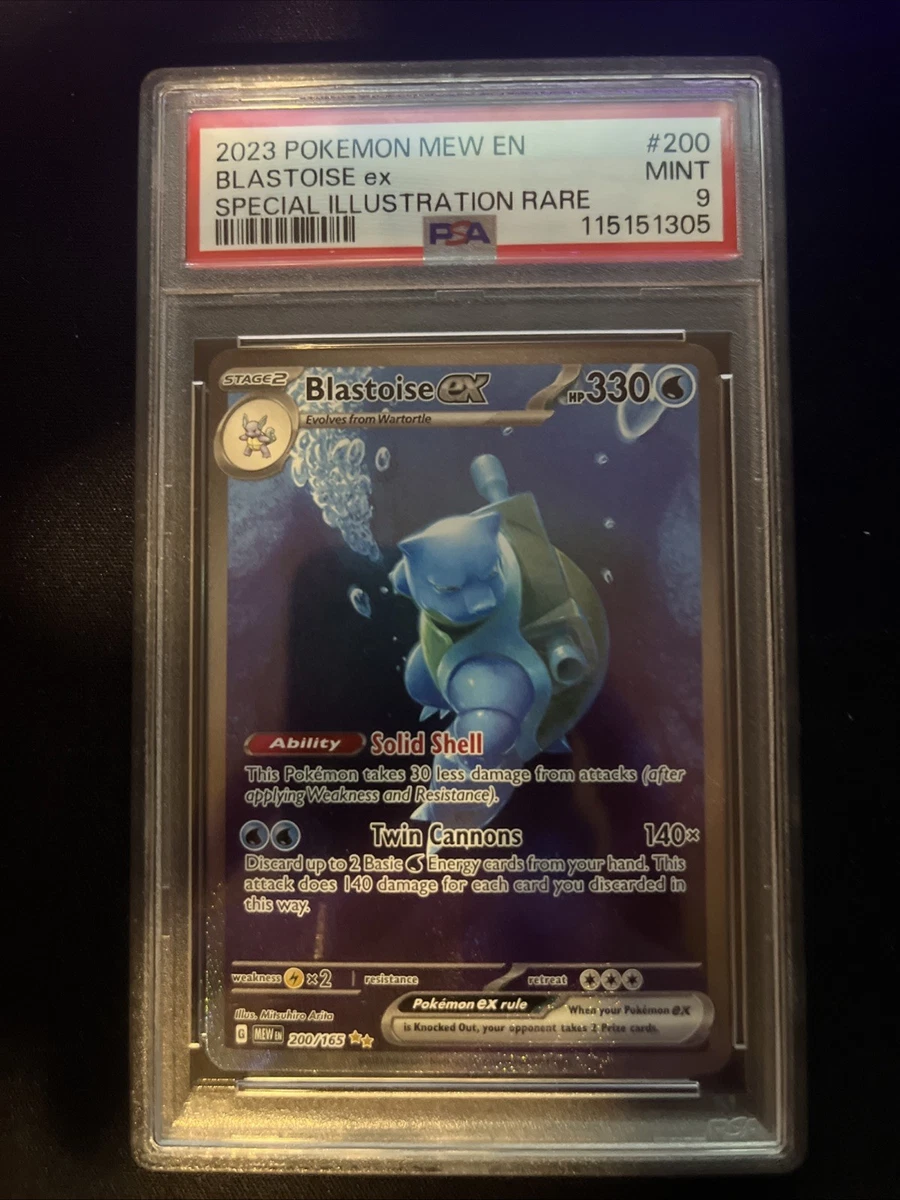 2023 POKEMON MEW EN #200
BLASTOISE ex MINT
SPECIAL ILLUSTRATION RARE 9
PSA 115151305
STAGE2 Blastoise ex HP330
Evolves from Wartortle
Ability Solid Shell
This Pokémon takes 30 less damage from attacks (after
applying Weakness and Resistance).
Twin Cannons 140×
Discard up to 2 Basic Energy cards from your hand. This
attack does 140 damage for each card you discarded in
this way.
weakness ×2 resistance retreat
Illus. Mitsuhiro Arita
Pokémon ex rule When your Pokémon ex
is Knocked Out, your opponent takes 2 Prize cards.
G MEW EN 200/165
PSA